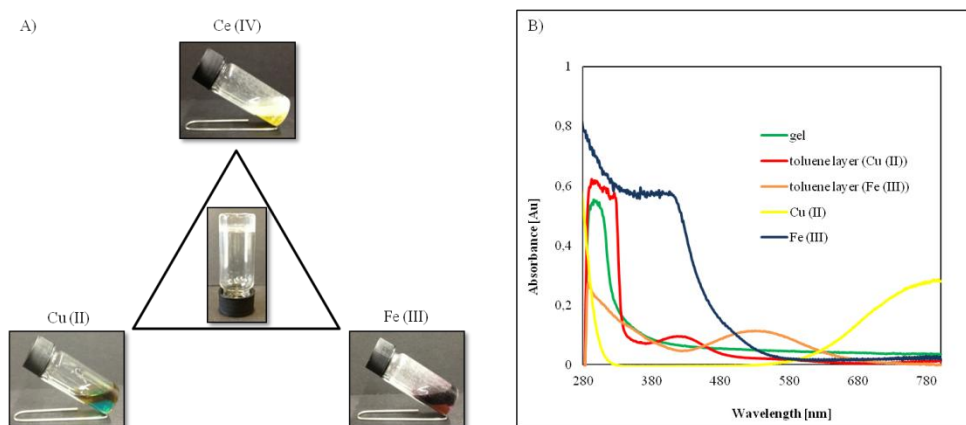 A)
Ce (IV)
Cu (II)
Fe (III)
B)
1
0.8
0.6
0.4
0.2
0
280
380
480
580
680
780
Absorbance [Au]
Wavelength [nm]
gel
toluene layer (Cu (II))
toluene layer (Fe (III))
Cu (II)
Fe (III)